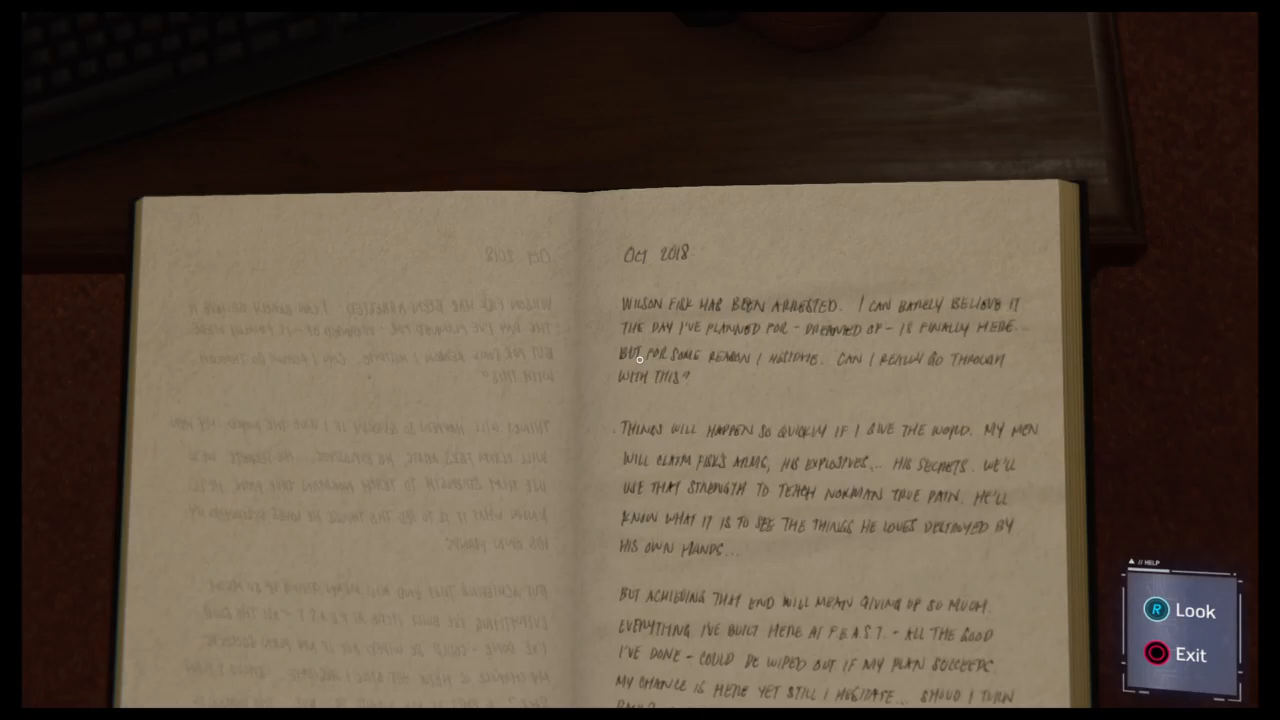 Oct 2018
WILSON FISK HAS BEEN ARRESTED. I CAN BARELY BELIEVE IT
THE DAY I'VE PLANNED FOR - DREAMED OF - IS FINALLY HERE...
BUT FOR SOME REASON I HESITATE. CAN I REALLY GO THROUGH
WITH THIS?
THINGS WILL HAPPEN SO QUICKLY IF I GIVE THE WORD. MY MEN
WILL CLAIM FISK'S ARMS, HIS EXPLOSIVES... HIS SECRETS. WE'LL
USE THAT STRENGTH TO TEACH NORMAN TRUE PAIN. HE'LL
KNOW WHAT IT IS TO SEE THE THINGS HE LOVES DESTROYED BY
HIS OWN HANDS...
BUT ACHIEVING THAT END WILL MEAN GIVING UP SO MUCH.
EVERYTHING I'VE BUILT HERE AT F.E.A.S.T. - ALL THE GOOD
I'VE DONE - COULD BE WIPED OUT IF MY PLAN SUCCEEDS.
MY CHANCE IS HERE YET STILL I HESITATE... SHOULD I TURN
BACK?
// HELP
R Look
Exit